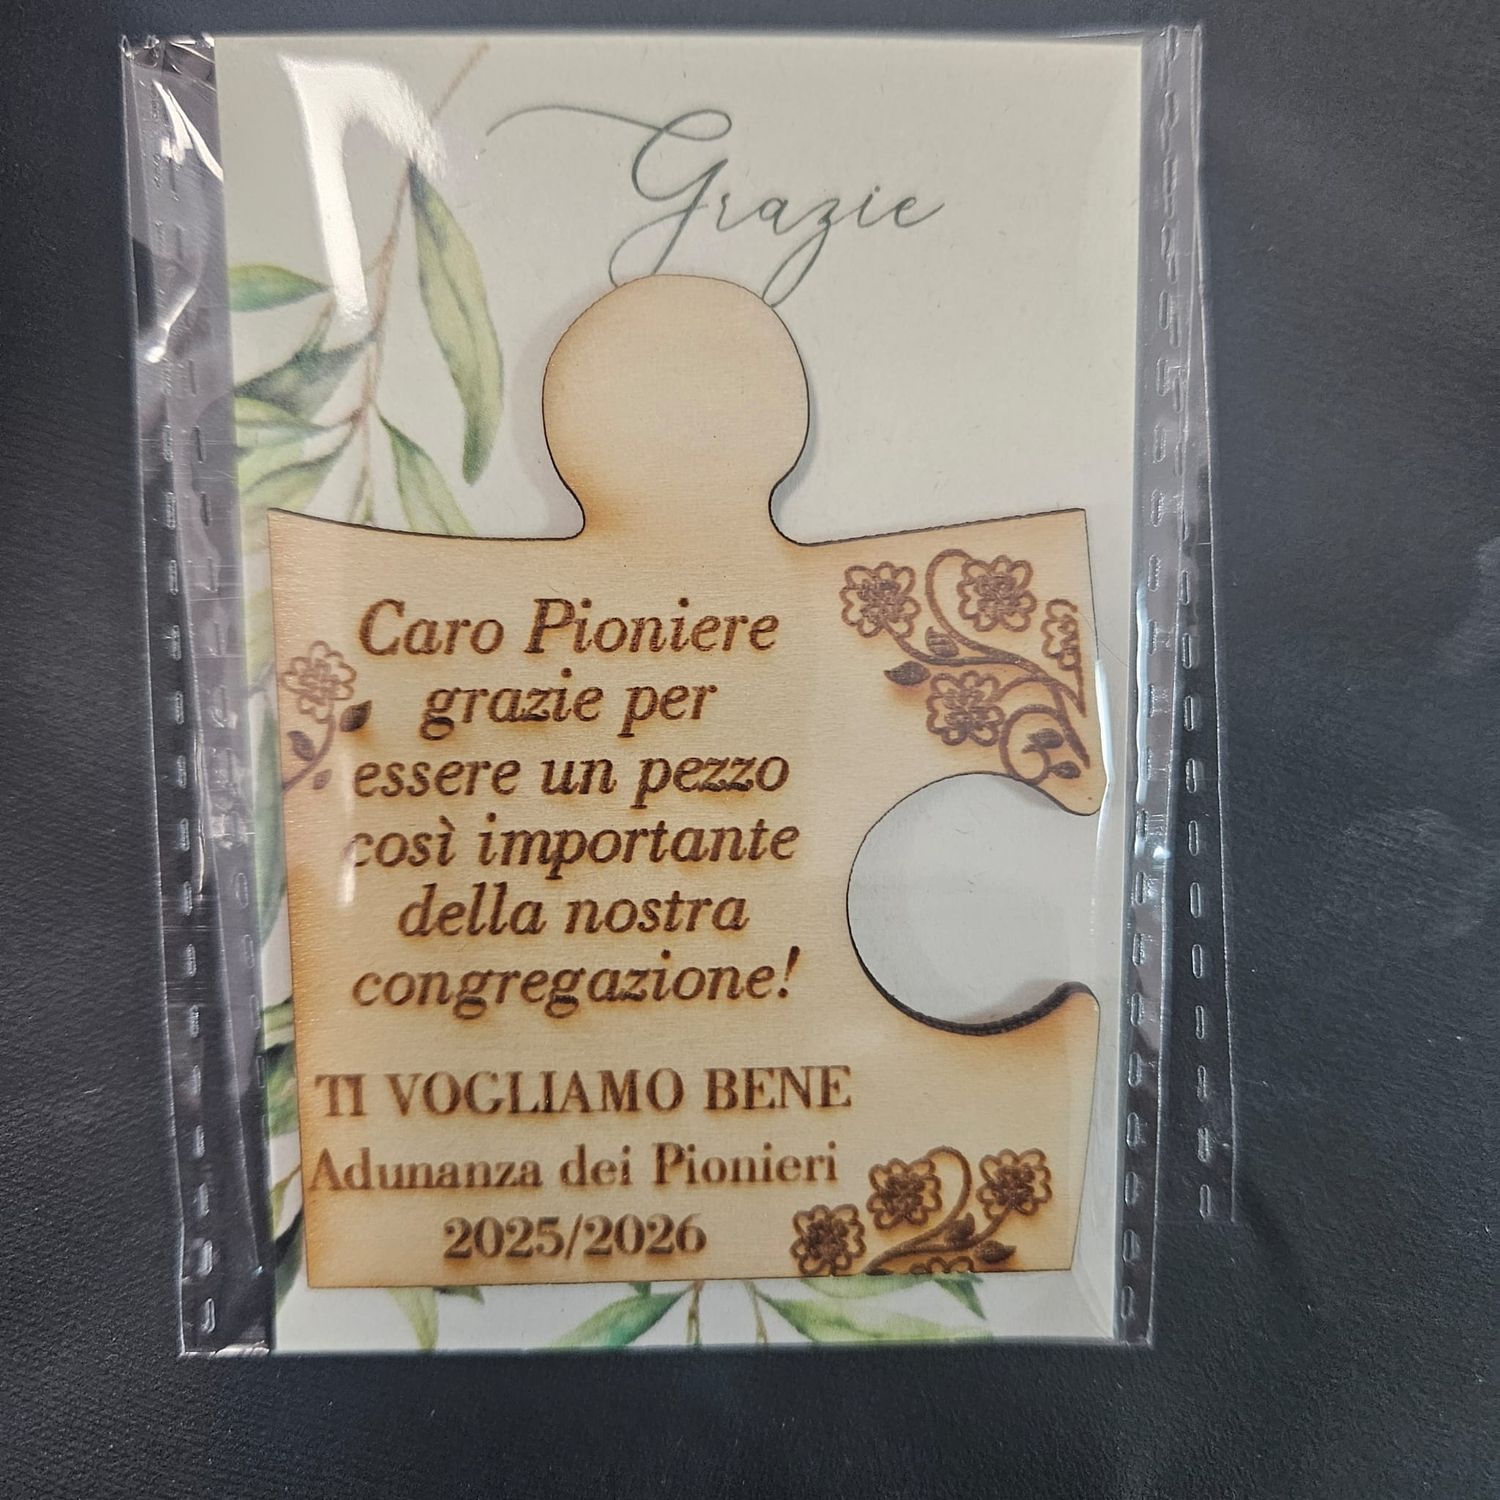 Grazie
Caro Pioniere
grazie per
essere un pezzo
così importante
della nostra
congregazione!
TI VOGLIAMO BENE
Adunanza dei Pionieri
2025/2026